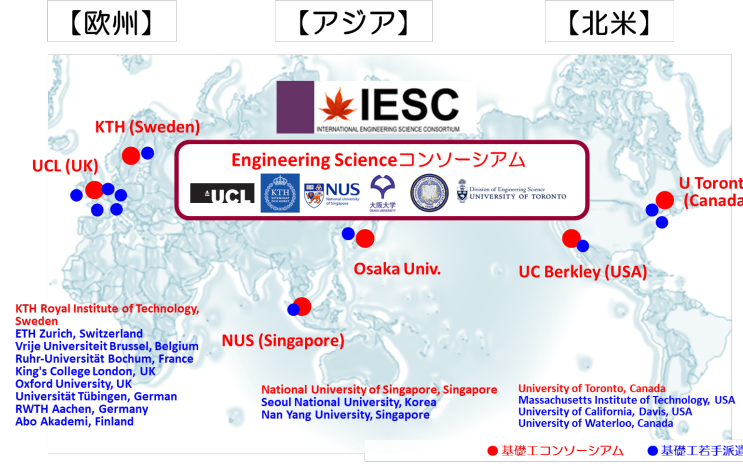 【欧州】
【アジア】
【北米】
IESC
INTERNATIONAL ENGINEERING SCIENCE CONSORTIUM
KTH (Sweden)
UCL (UK)
Engineering Scienceコンソーシアム
UCL
KTH
NUS
National University
of Singapore
大阪大学
OSAKA UNIVERSITY
Division of Engineering Science
UNIVERSITY OF TORONTO
U Toront
(Canada
Osaka Univ.
UC Berkley (USA)
NUS (Singapore)
KTH Royal Institute of Technology,
Sweden
ETH Zurich, Switzerland
Vrije Universiteit Brussel, Belgium
Ruhr-Universität Bochum, France
King's College London, UK
Oxford University, UK
Universität Tübingen, German
RWTH Aachen, Germany
Abo Akademi, Finland
National University of Singapore, Singapore
Seoul National University, Korea
Nan Yang University, Singapore
University of Toronto, Canada
Massachusetts Institute of Technology, USA
University of California, Davis, USA
University of Waterloo, Canada
● 基礎工コンソーシアム
● 基礎工若手派遣